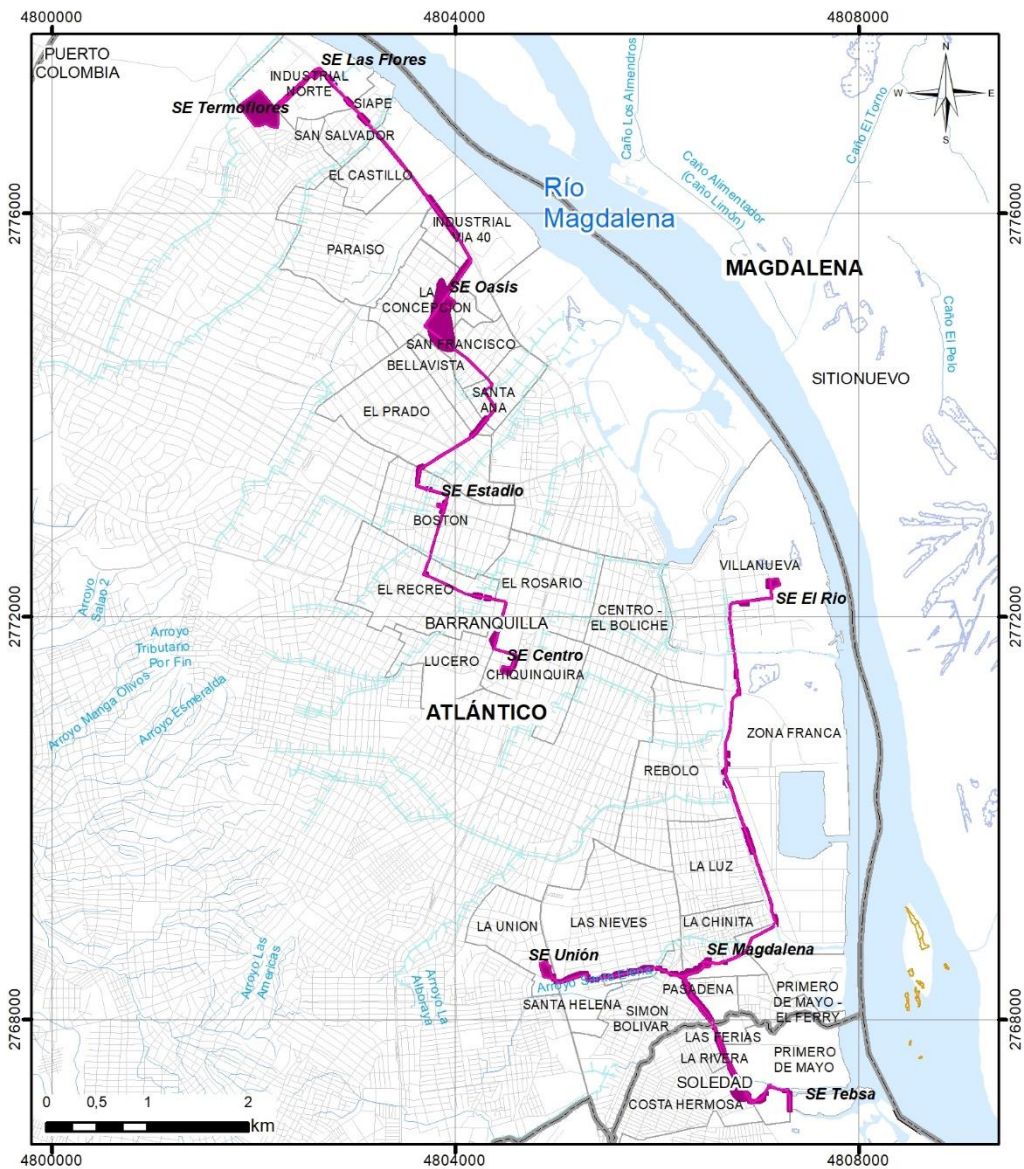 4800000
4804000
4808000
PUERTO
COLOMBIA
SE Las Flores
INDUSTRIAL
NORTE
SE Termoflores
SIAPE
SAN SALVADOR
EL CASTILLO
Caño Los Almendros
Caño El Torno
N
W
E
S
Caño Alimentador
(Caño Limón)
Río
Magdalena
2776000
2776000
INDUSTRIAL
VIA 40
PARAISO
MAGDALENA
SE Oasis
LA
CONCEPCION
Caño El Pelo
SAN FRANCISCO
BELLAVISTA
SITIONUEVO
SANTA
ANA
EL PRADO
SE Estadio
BOSTON
VILLANUEVA
EL ROSARIO
EL RECREO
SE El Rio
Arroyo
Salao 2
2772000
2772000
CENTRO -
EL BOLICHE
BARRANQUILLA
Arroyo
Tributario
Por Fin
LUCERO
SE Centro
CHIQUINQUIRA
Arroyo Manga Olivos
Arroyo Esmeralda
ATLÁNTICO
ZONA FRANCA
REBOLO
LA LUZ
LA UNION
LAS NIEVES
LA CHINITA
SE Unión
SE Magdalena
Arroyo Las
Americas
Arroyo La
Alboraya
Arroyo Santa Elena
PASADENA
SANTA HELENA
SIMON
BOLIVAR
PRIMERO
DE MAYO -
EL FERRY
2768000
2768000
LAS FERIAS
LA RIVERA
PRIMERO
DE MAYO
SOLEDAD
COSTA HERMOSA
SE Tebsa
0 0,5 1 2
km
4800000
4804000
4808000